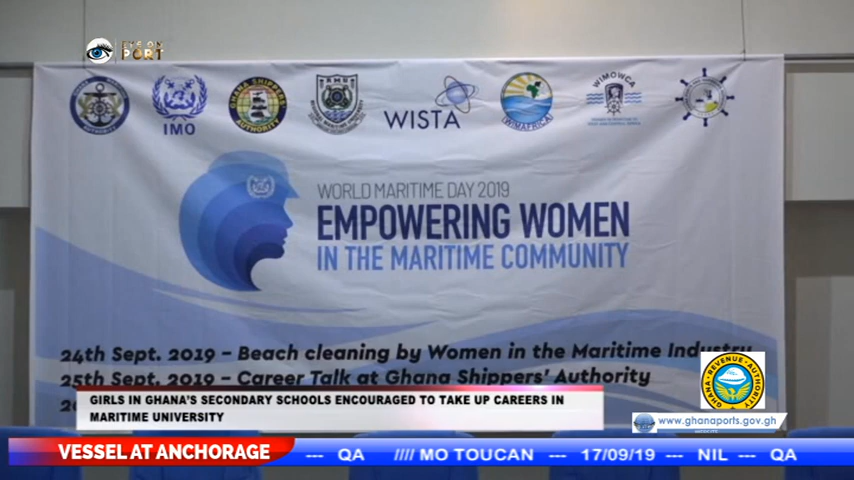 EYE ON PORT
IMO
GHANA SHIPPERS' AUTHORITY
WISTA
WIMAFRICA
WIMOWCA
WORLD MARITIME DAY 2019
EMPOWERING WOMEN
IN THE MARITIME COMMUNITY
24th Sept. 2019 – Beach cleaning by Women in the Maritime Industry
25th Sept. 2019 – Career Talk at Ghana Shippers' Authority
GIRLS IN GHANA'S SECONDARY SCHOOLS ENCOURAGED TO TAKE UP CAREERS IN
MARITIME UNIVERSITY
GHANA • REVENUE • AUTHORITY
www.ghanaports.gov.gh
VESSEL AT ANCHORAGE --- QA //// MO TOUCAN --- 17/09/19 --- NIL --- QA